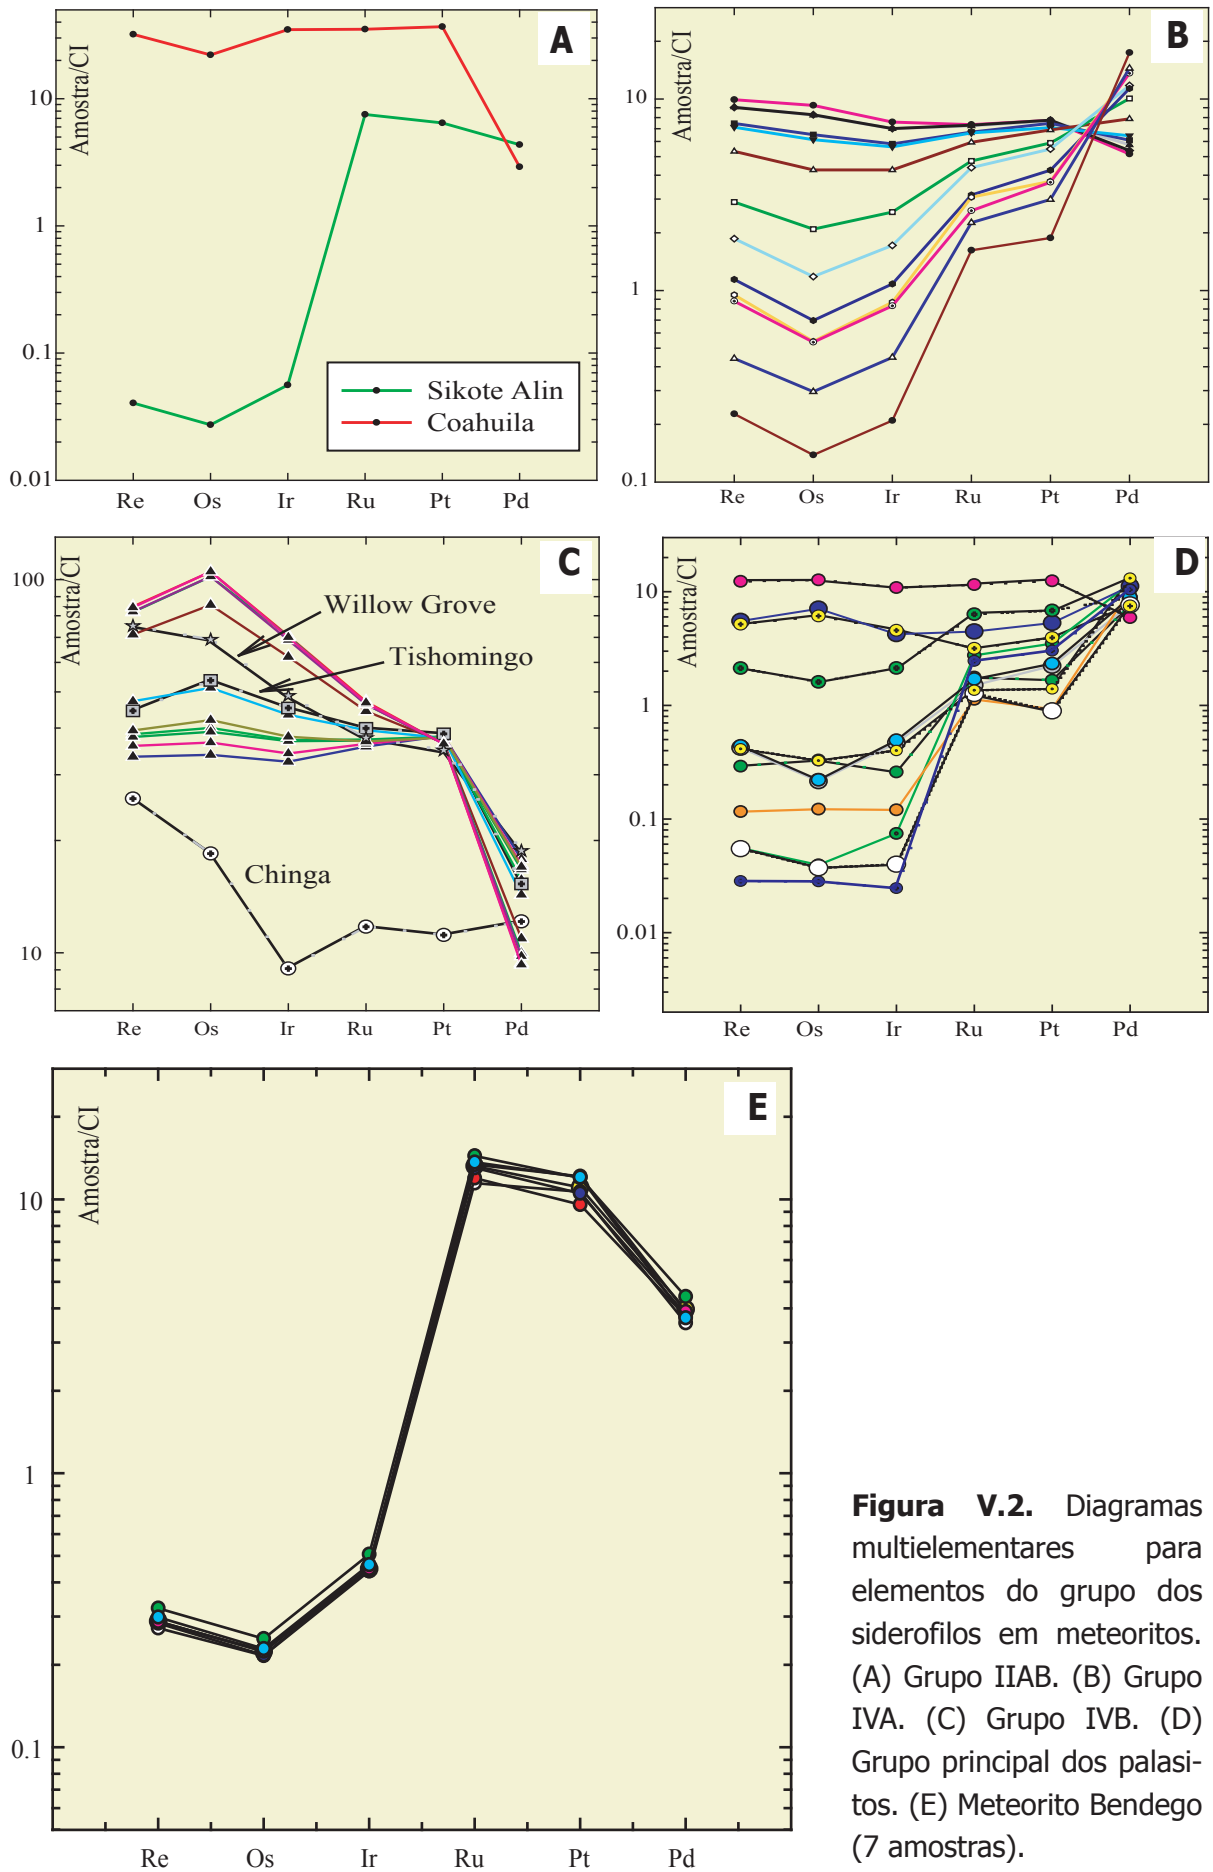 A
Amostra/CI
10
1
0.1
0.01
Sikote Alin
Coahuila
Re Os Ir Ru Pt Pd
B
Amostra/CI
10
1
0.1
Re Os Ir Ru Pt Pd
C
Amostra/CI
100
10
Willow Grove
Tishomingo
Chinga
Re Os Ir Ru Pt Pd
D
Amostra/CI
10
1
0.1
0.01
Re Os Ir Ru Pt Pd
E
Amostra/CI
10
1
0.1
Re Os Ir Ru Pt Pd
Figura V.2. Diagramas
multielementares para
elementos do grupo dos
siderofilos em meteoritos.
(A) Grupo IIAB. (B) Grupo
IVA. (C) Grupo IVB. (D)
Grupo principal dos palasi-
tos. (E) Meteorito Bendego
(7 amostras).